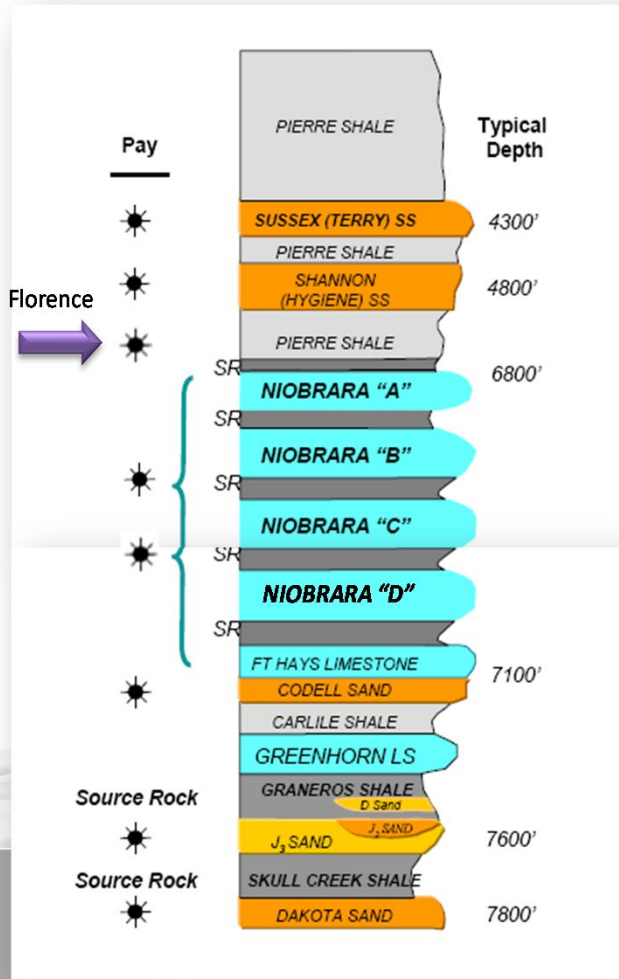 PIERRE SHALE
Typical
Depth
Pay
SUSSEX (TERRY) SS
4300'
PIERRE SHALE
SHANNON
(HYGIENE) SS
4800'
Florence
PIERRE SHALE
SR
6800'
NIOBRARA "A"
SR
NIOBRARA "B"
SR
NIOBRARA "C"
SR
NIOBRARA "D"
SR
FT HAYS LIMESTONE
7100'
CODELL SAND
CARLILE SHALE
GREENHORN LS
GRANEROS SHALE
Source Rock
D Sand
J2 SAND
J3 SAND
7600'
Source Rock
SKULL CREEK SHALE
DAKOTA SAND
7800'